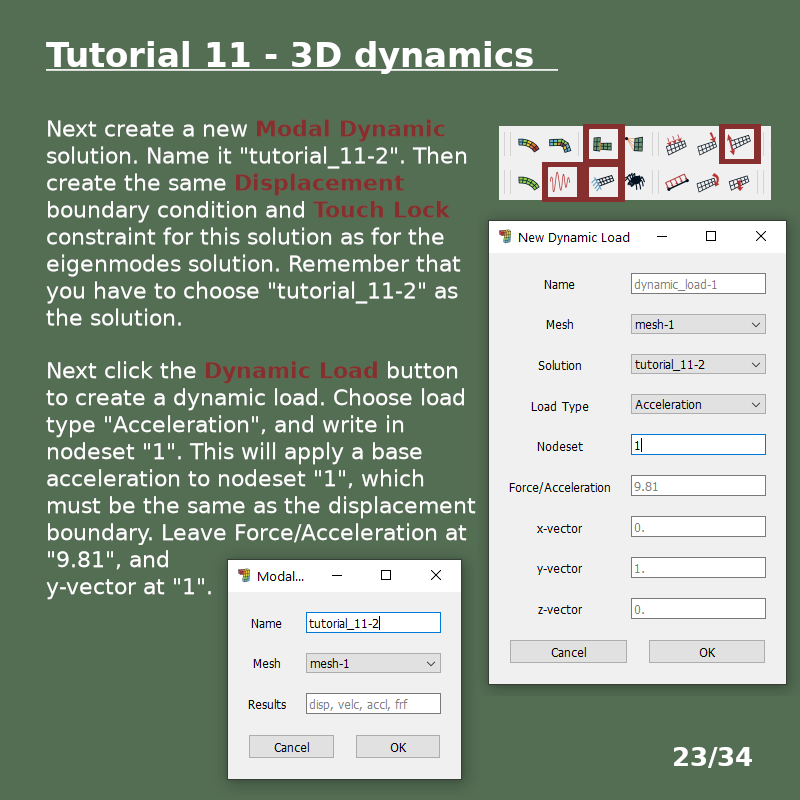 Tutorial 11 - 3D dynamics
Next create a new Modal Dynamic
solution. Name it "tutorial_11-2". Then
create the same Displacement
boundary condition and Touch Lock
constraint for this solution as for the
eigenmodes solution. Remember that
you have to choose "tutorial_11-2" as
the solution.
Next click the Dynamic Load button
to create a dynamic load. Choose load
type "Acceleration", and write in
nodeset "1". This will apply a base
acceleration to nodeset "1", which
must be the same as the displacement
boundary. Leave Force/Acceleration at
"9.81", and
y-vector at "1".
New Dynamic Load
Name dynamic_load-1
Mesh mesh-1
Solution tutorial_11-2
Load Type Acceleration
Nodeset 1
Force/Acceleration 9.81
x-vector 0.
y-vector 1.
z-vector 0.
Cancel OK
Modal...
Name tutorial_11-2
Mesh mesh-1
Results disp, velc, accl, frf
Cancel OK
23/34